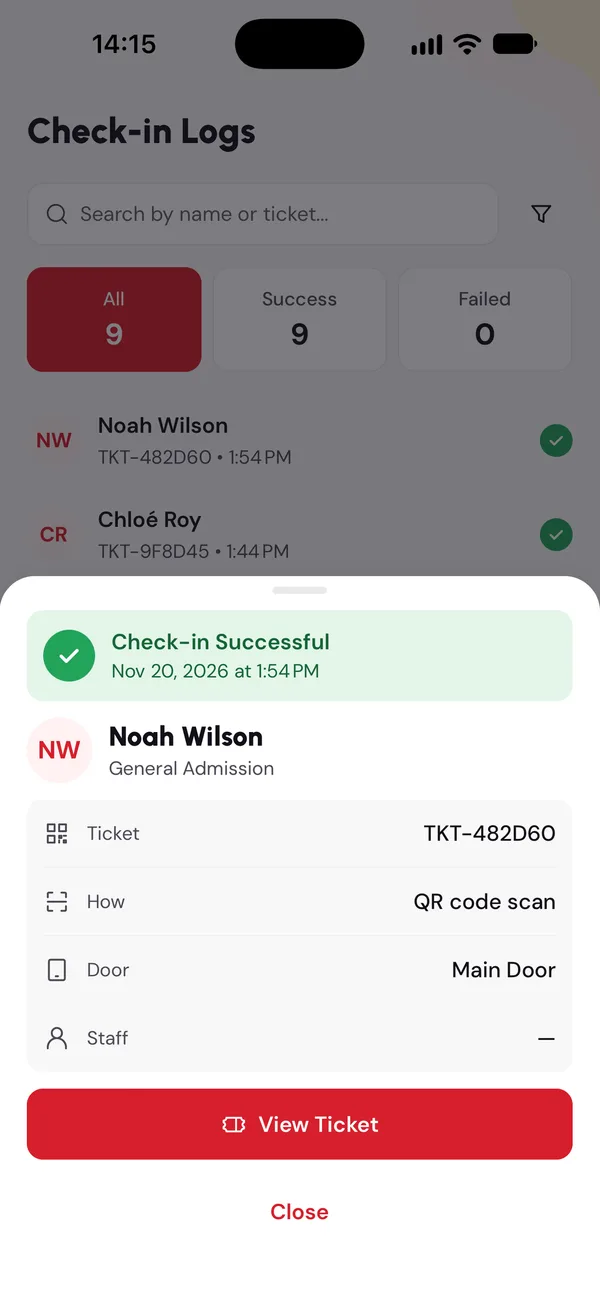 14:15
Check-in Logs
Search by name or ticket...
All
9
Success
9
Failed
0
NW
Noah Wilson
TKT-482D60 • 1:54 PM
CR
Chloé Roy
TKT-9F8D45 • 1:44 PM
Check-in Successful
Nov 20, 2026 at 1:54 PM
NW
Noah Wilson
General Admission
Ticket TKT-482D60
How QR code scan
Door Main Door
Staff —
View Ticket
Close